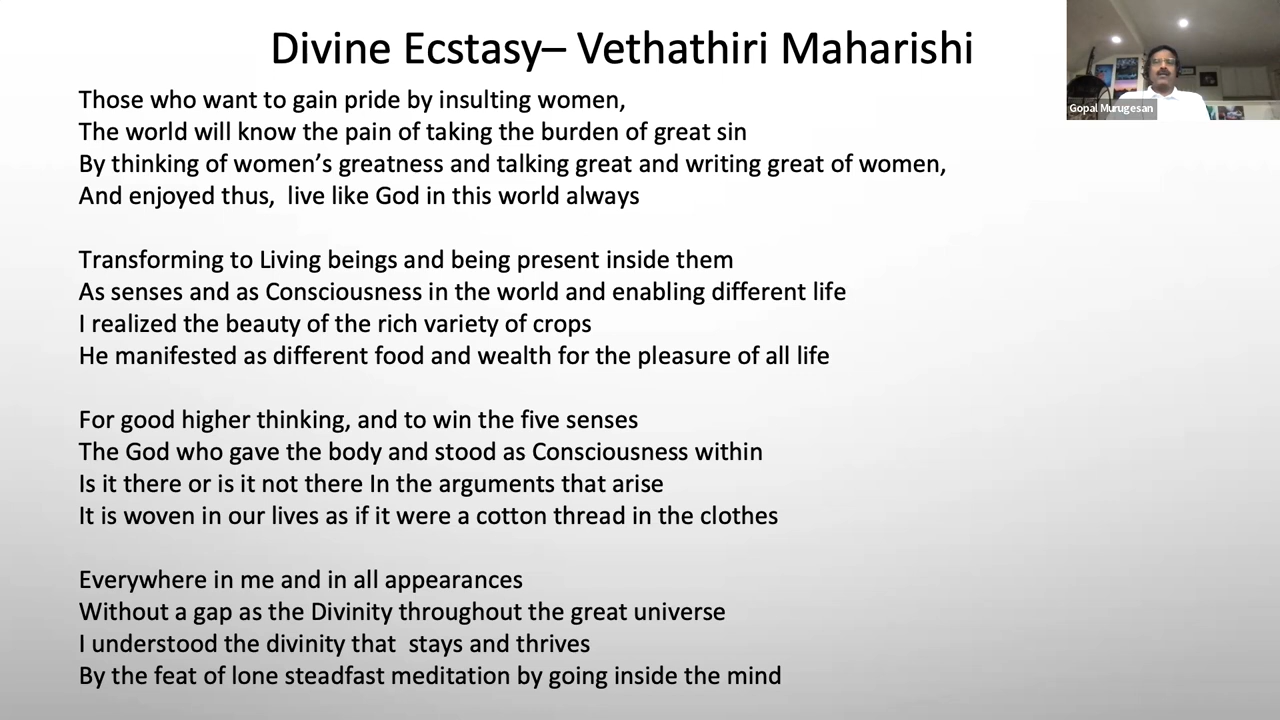 Divine Ecstasy– Vethathiri Maharishi
Gopal Murugesan
Those who want to gain pride by insulting women,
The world will know the pain of taking the burden of great sin
By thinking of women’s greatness and talking great and writing great of women,
And enjoyed thus,  live like God in this world always
Transforming to Living beings and being present inside them
As senses and as Consciousness in the world and enabling different life
I realized the beauty of the rich variety of crops
He manifested as different food and wealth for the pleasure of all life
For good higher thinking, and to win the five senses
The God who gave the body and stood as Consciousness within
Is it there or is it not there In the arguments that arise
It is woven in our lives as if it were a cotton thread in the clothes
Everywhere in me and in all appearances
Without a gap as the Divinity throughout the great universe
I understood the divinity that  stays and thrives
By the feat of lone steadfast meditation by going inside the mind